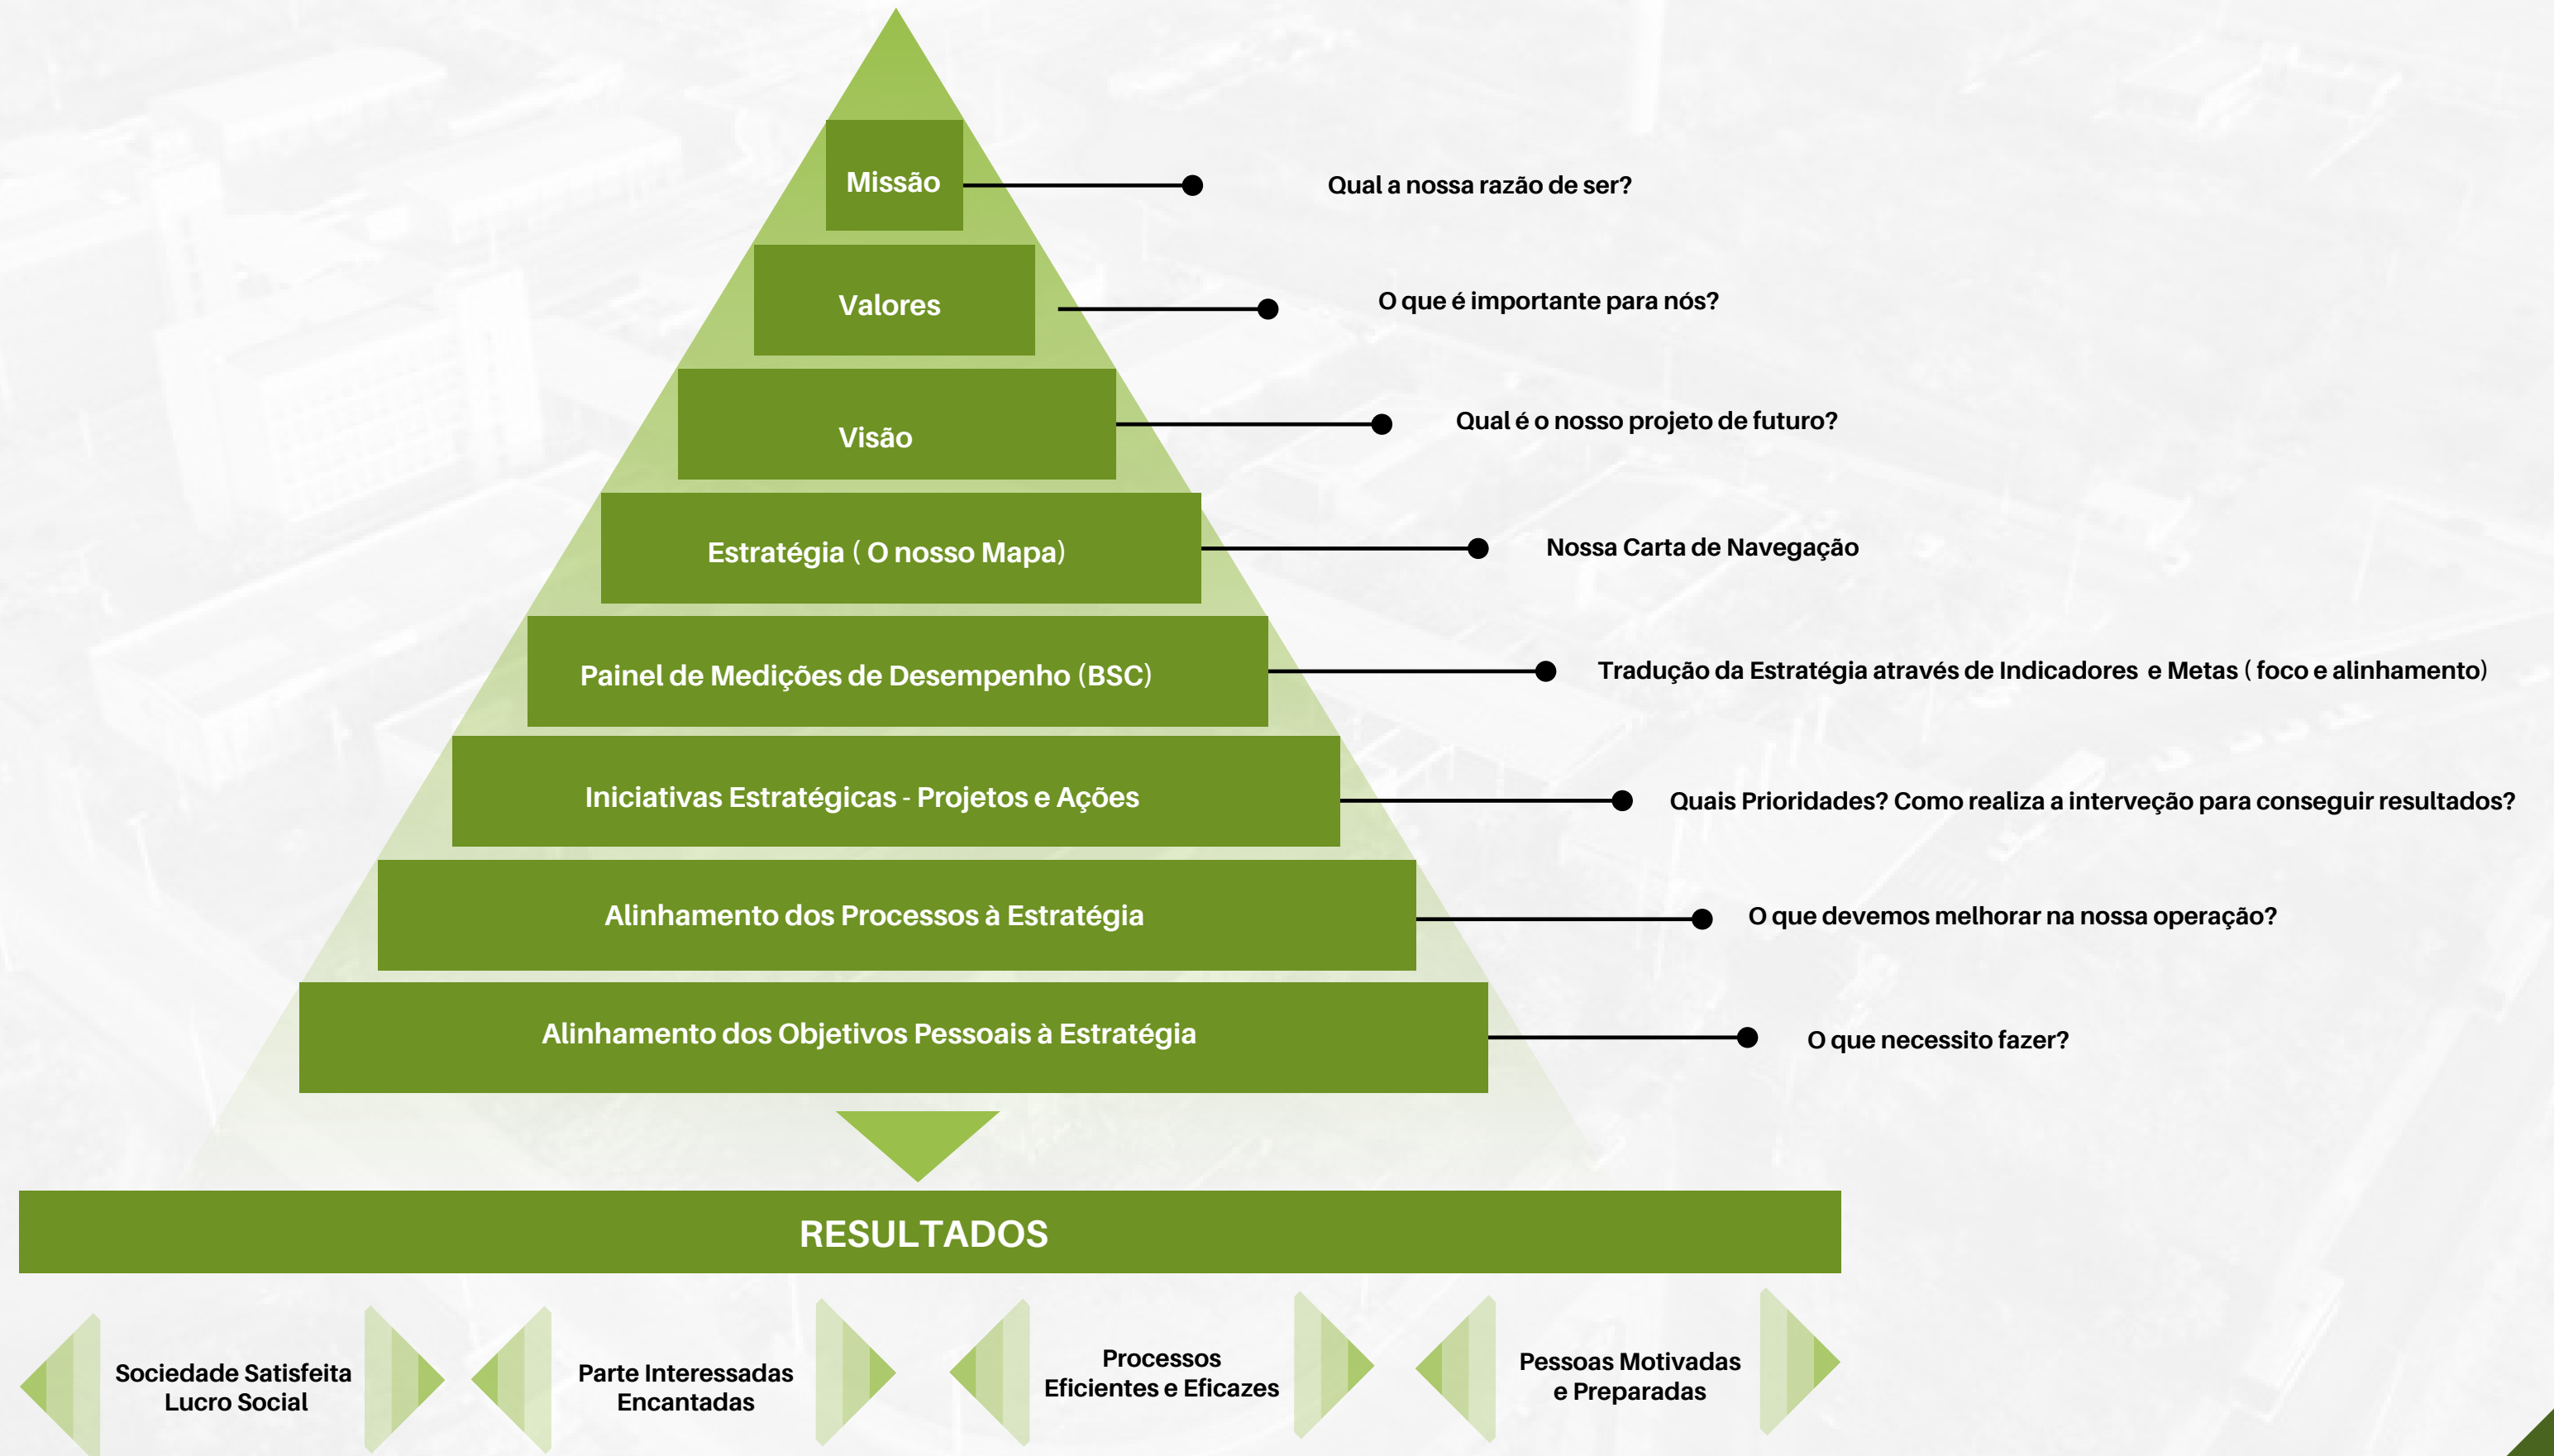 Missão
Qual a nossa razão de ser?
Valores
O que é importante para nós?
Visão
Qual é o nosso projeto de futuro?
Estratégia ( O nosso Mapa)
Nossa Carta de Navegação
Painel de Medições de Desempenho (BSC)
Tradução da Estratégia através de Indicadores e Metas ( foco e alinhamento)
Iniciativas Estratégicas - Projetos e Ações
Quais Prioridades? Como realiza a interveção para conseguir resultados?
Alinhamento dos Processos à Estratégia
O que devemos melhorar na nossa operação?
Alinhamento dos Objetivos Pessoais à Estratégia
O que necessito fazer?
RESULTADOS
Sociedade Satisfeita
Lucro Social
Parte Interessadas
Encantadas
Processos
Eficientes e Eficazes
Pessoas Motivadas
e Preparadas